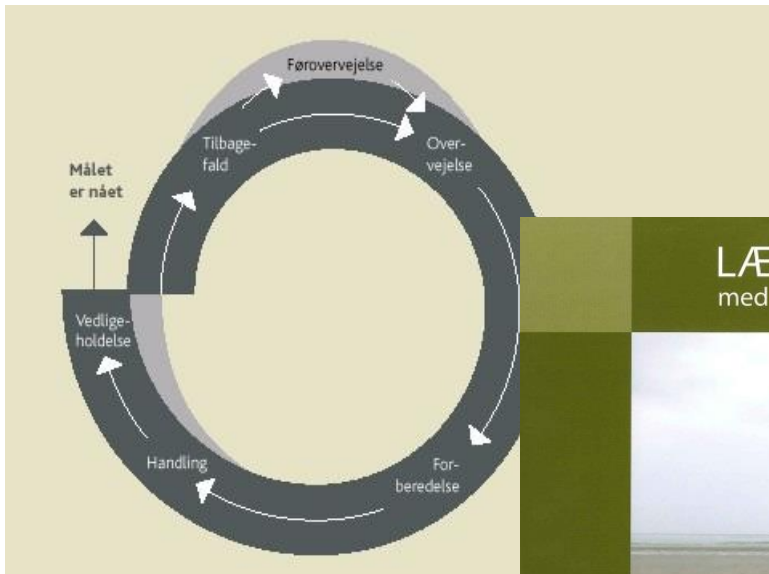 Førovervejelse
Tilbage-
fald
Over-
vejelse
Målet
er nået
Vedlige-
holdelse
Handling
For-
beredelse
LÆ
med